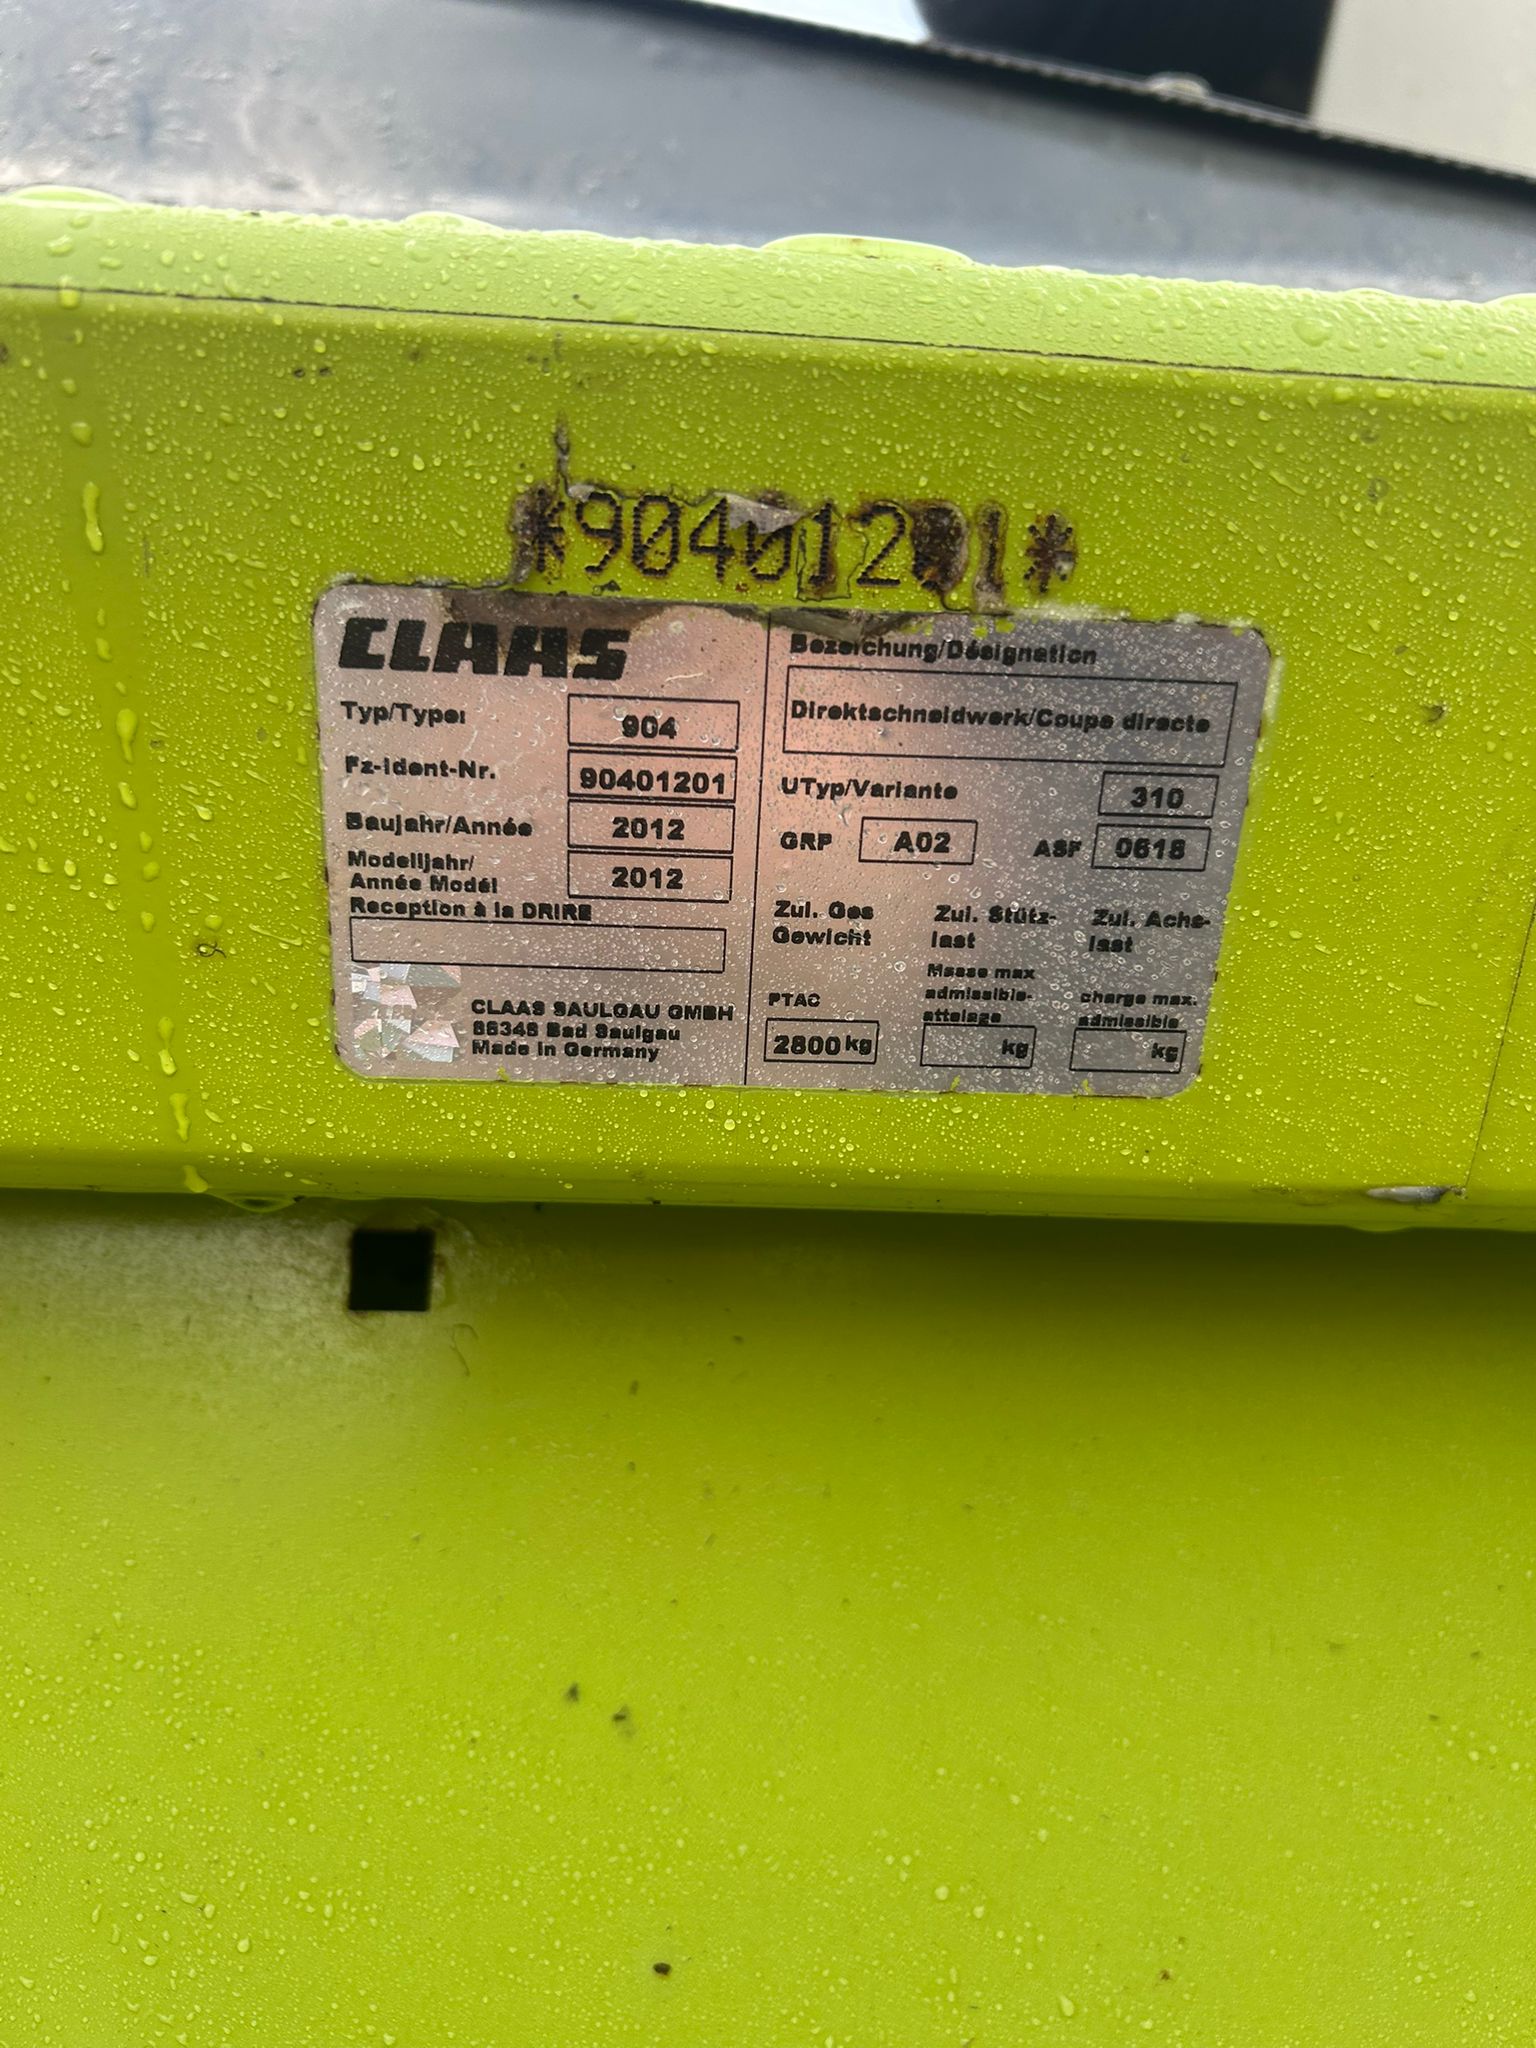 *90401201*
CLAAS
Typ/Type: 904
Fz-Ident-Nr. 90401201
Baujahr/Année 2012
Modelljahr/
Année Modél 2012
Reception à la DRIRE
CLAAS SAULGAU GMBH
88348 Bad Saulgau
Made in Germany
Bezeichung/Désignation
Direktschneidwerk/Coupe directe
UTyp/Variante 310
GRP A02 ASF 0618
Zul. Ges
Gewicht
Zul. Stütz-
last
Zul. Achs-
last
PTAC
Masse max
admissible-
attelage
charge max.
admissible
2800 kg
kg
kg